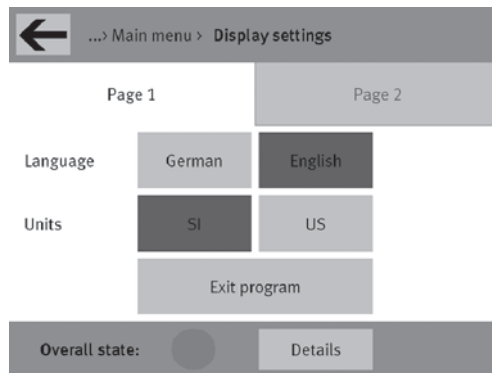 ...> Main menu > Display settings
Page 1 Page 2
Language German English
Units SI US
Exit program
Overall state: Details